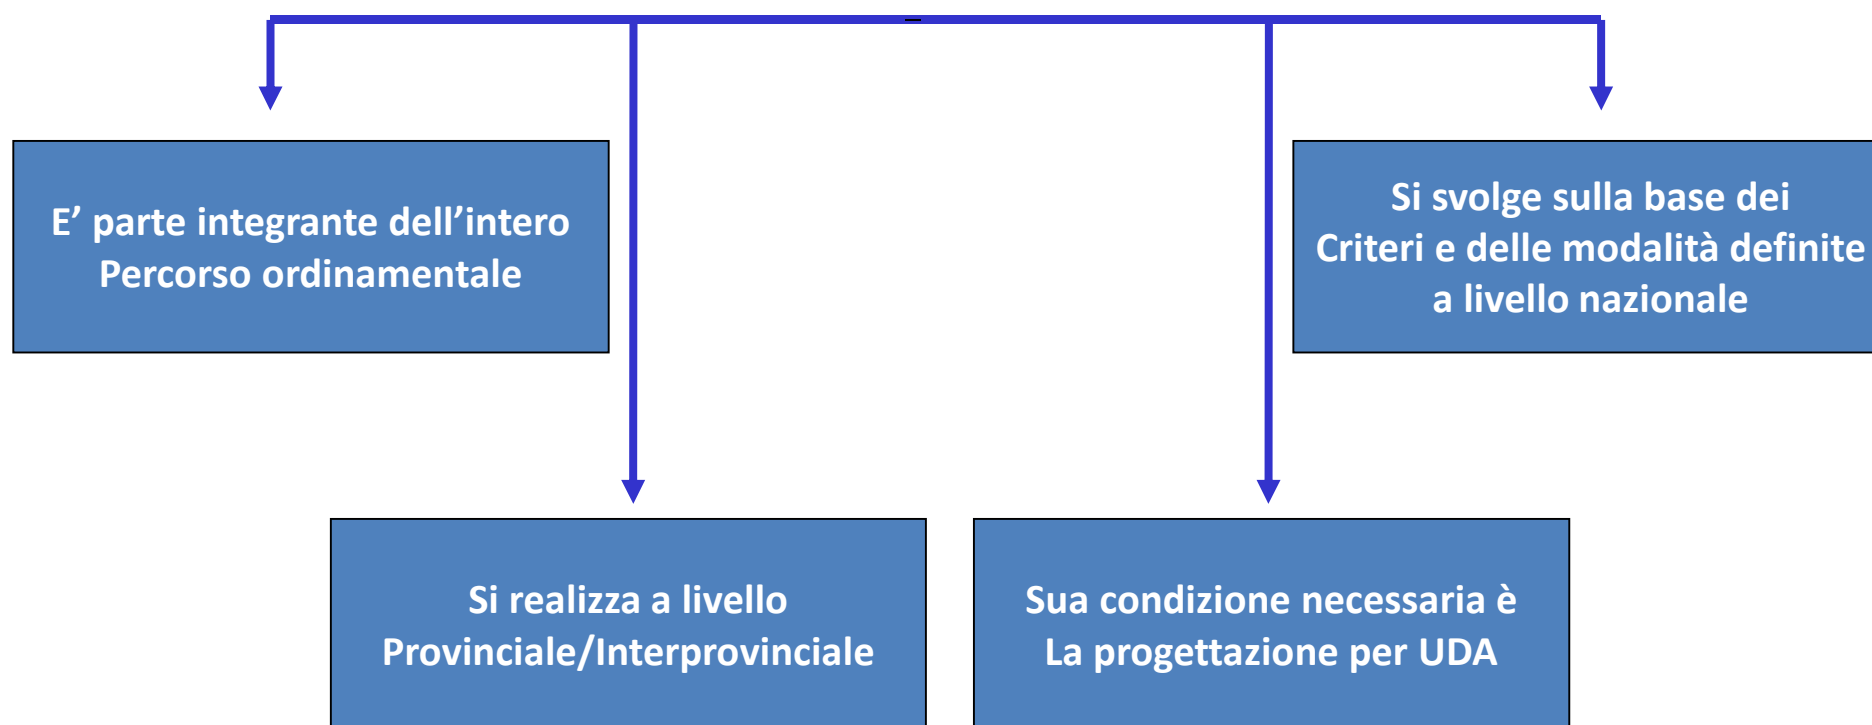 E’ parte integrante dell’intero
Percorso ordinamentale
Si svolge sulla base dei
Criteri e delle modalità definite
a livello nazionale
Si realizza a livello
Provinciale/Interprovinciale
Sua condizione necessaria è
La progettazione per UDA